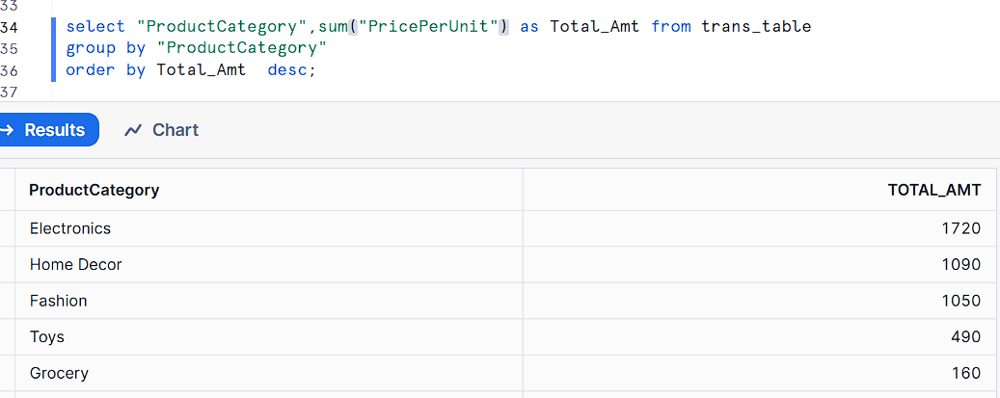 33
34 select "ProductCategory",sum("PricePerUnit") as Total_Amt from trans_table
35 group by "ProductCategory"
36 order by Total_Amt  desc;
37
Results Chart
ProductCategory TOTAL_AMT
Electronics 1720
Home Decor 1090
Fashion 1050
Toys 490
Grocery 160